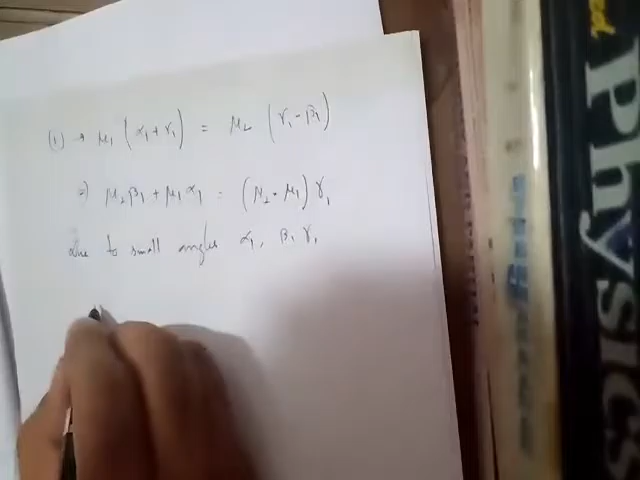 (1) → μ₁ (α₁+γ₁) = μ₂ (γ₁-β₁)
⇒ μ₂β₁+μ₁α₁ = (μ₂-μ₁)γ₁
due to small angles α₁, β₁ γ₁
Physics